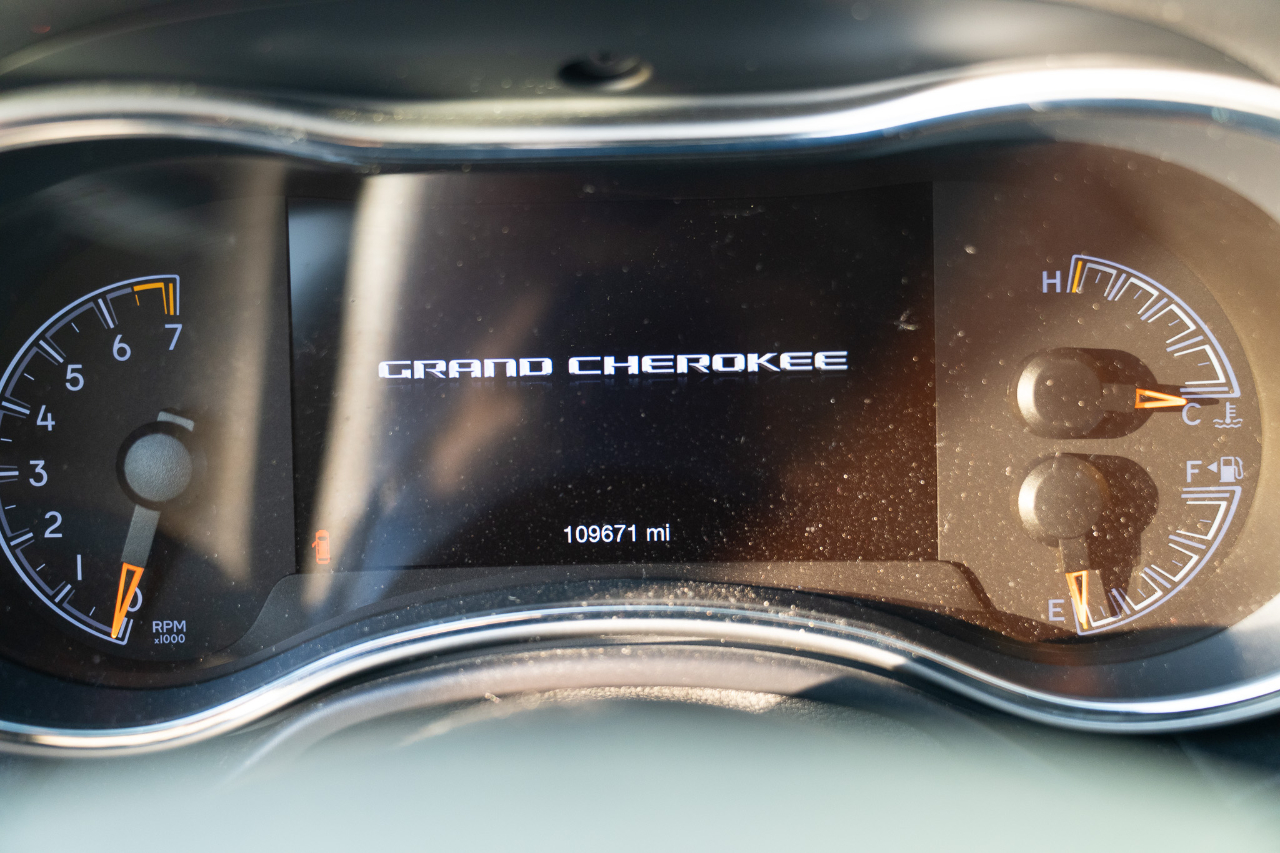 GRAND CHEROKEE
109671 mi
7
6
5
4
3
2
1
0
RPM
x1000
H
C
F
E